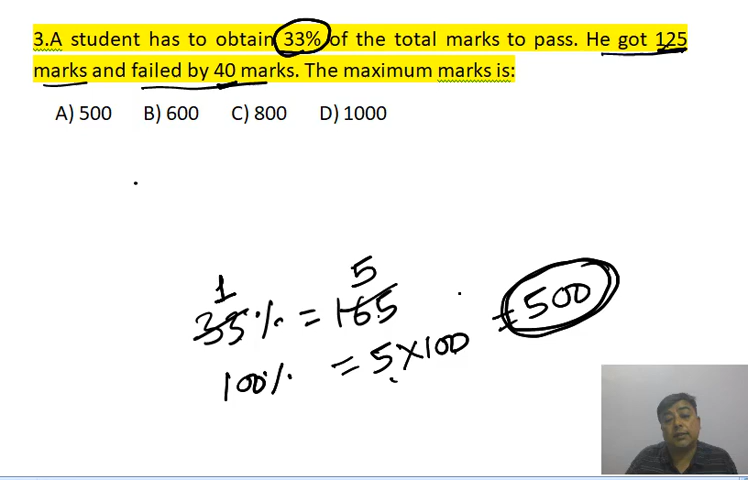 3.A student has to obtain 33% of the total marks to pass. He got 125
marks and failed by 40 marks. The maximum marks is:
A) 500 B) 600 C) 800 D) 1000
1 5
33% = 165
100% = 5×100 = 500